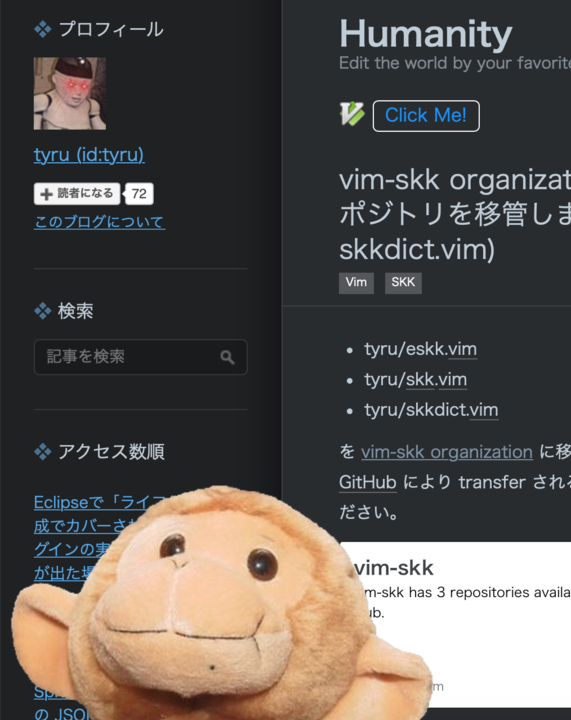 プロフィール
tyru (id:tyru)
読者になる 72
このブログについて
検索
記事を検索
アクセス数順
Eclipseで「ライ
成でカバーさ
グインの実
が出た場
の JSO
Humanity
Edit the world by your favorite
Click Me!
vim-skk organizat
ポジトリを移管しま
skkdict.vim)
Vim SKK
tyru/eskk.vim
tyru/skk.vim
tyru/skkdict.vim
を vim-skk organization に移
GitHub により transfer され
ださい。
vim-skk
m-skk has 3 repositories availa
ub.